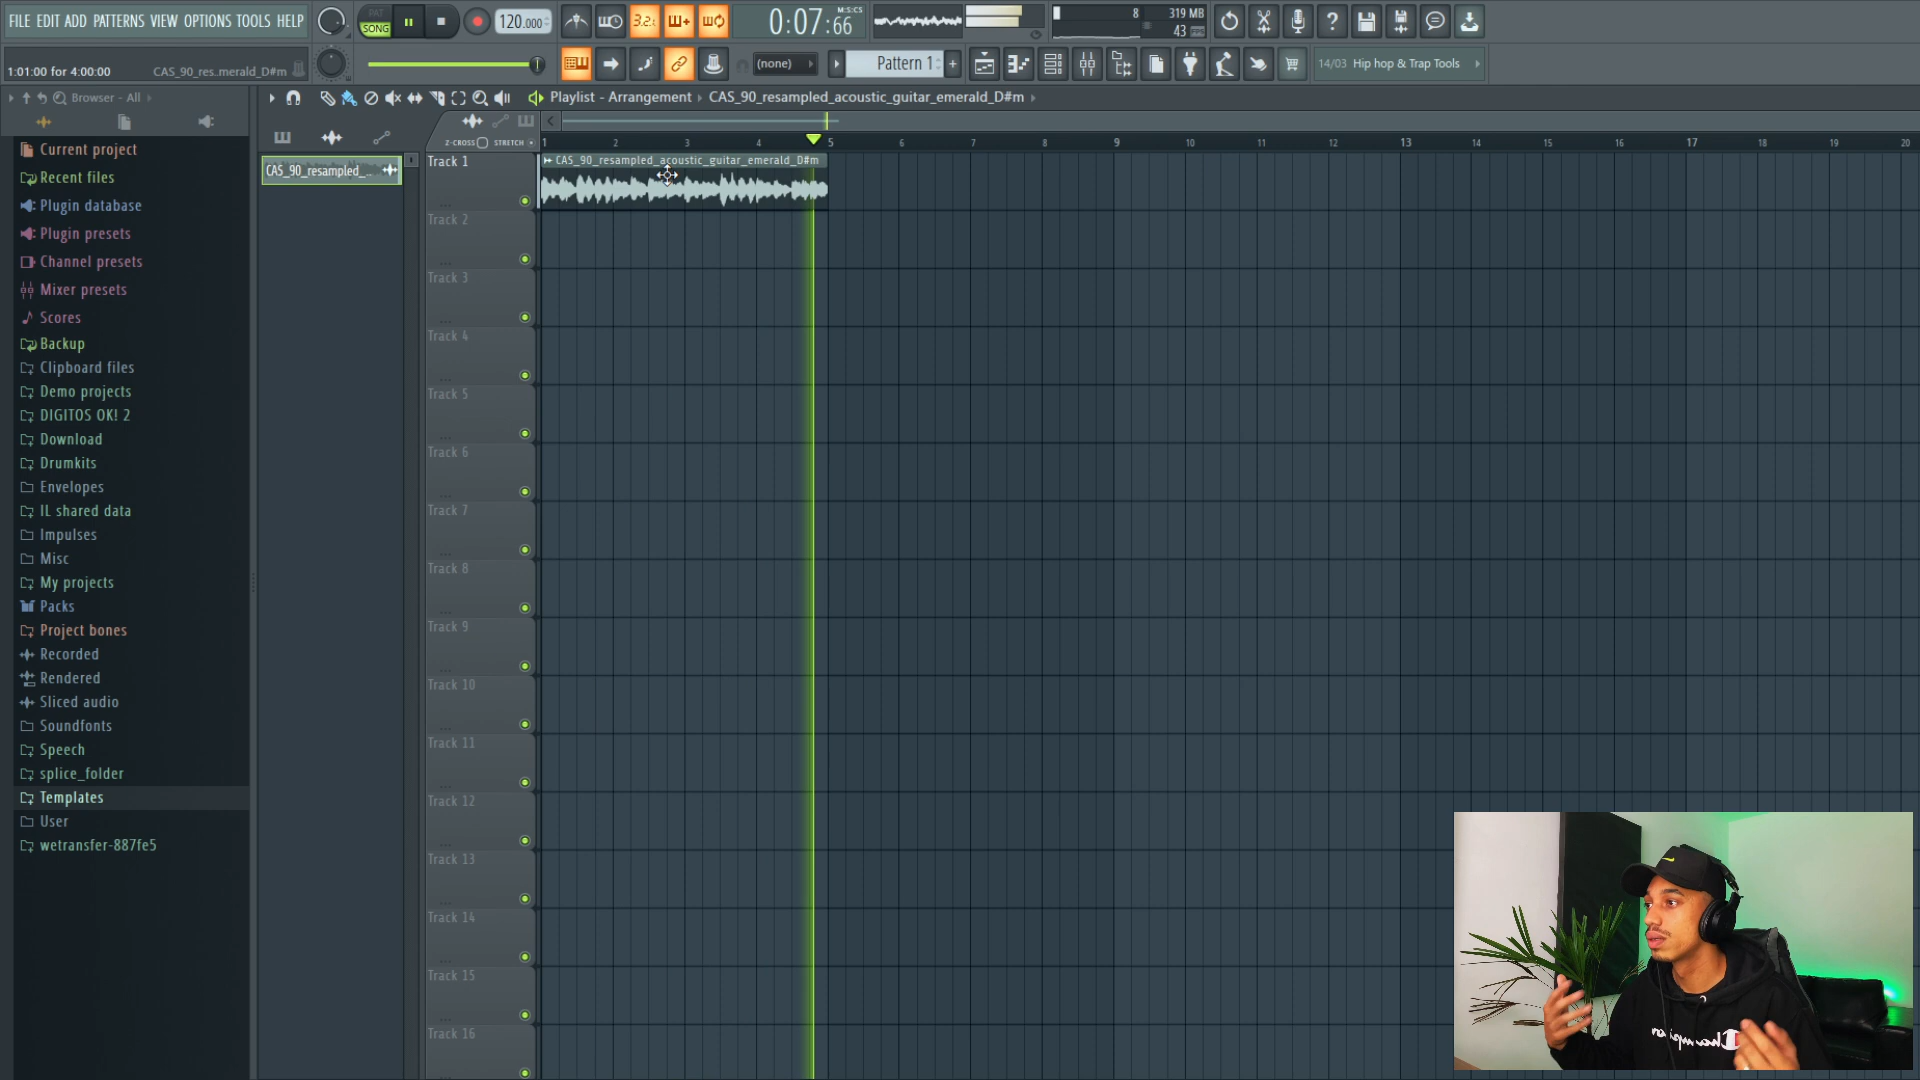 FILE EDIT ADD PATTERNS VIEW OPTIONS TOOLS HELP
PAT
SONG
120.000
3.2.
0:07:66
M:S:CS
8
319 MB
43
1:01:00 for 4:00:00
CAS_90_res..merald_D#m
(none)
Pattern 1
14/03 Hip hop & Trap Tools
Browser - All
Playlist - Arrangement
CAS_90_resampled_acoustic_guitar_emerald_D#m
Z-CROSS
STRETCH
1 2 3 4 5 6 7 8 9 10 11 12 13 14 15 16 17 18 19 20
Current project
Recent files
Plugin database
Plugin presets
Channel presets
Mixer presets
Scores
Backup
Clipboard files
Demo projects
DIGITOS OK! 2
Download
Drumkits
Envelopes
IL shared data
Impulses
Misc
My projects
Packs
Project bones
Recorded
Rendered
Sliced audio
Soundfonts
Speech
splice_folder
Templates
User
wetransfer-887fe5
CAS_90_resampled_...
Track 1
CAS_90_resampled_acoustic_guitar_emerald_D#m
Track 2
Track 3
Track 4
Track 5
Track 6
Track 7
Track 8
Track 9
Track 10
Track 11
Track 12
Track 13
Track 14
Track 15
Track 16
Champion